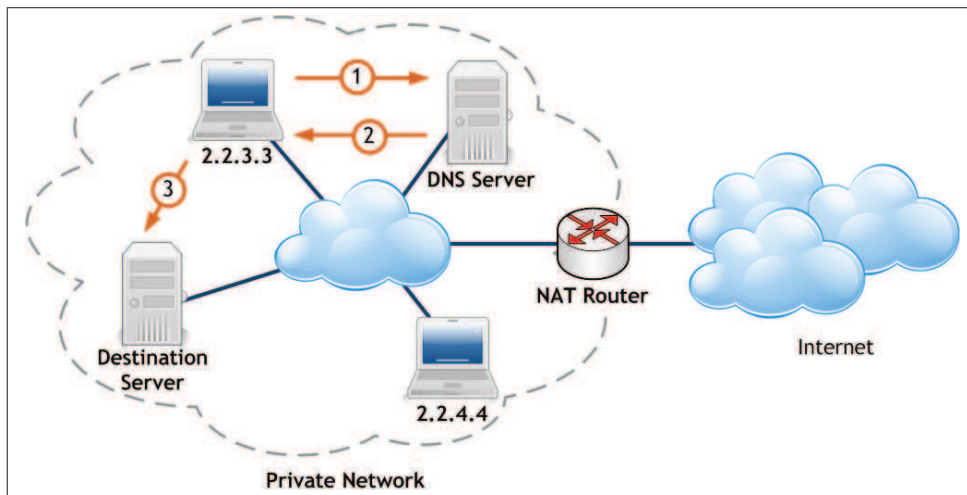 1
2
2.2.3.3
DNS Server
3
NAT Router
Destination
Server
Internet
2.2.4.4
Private Network